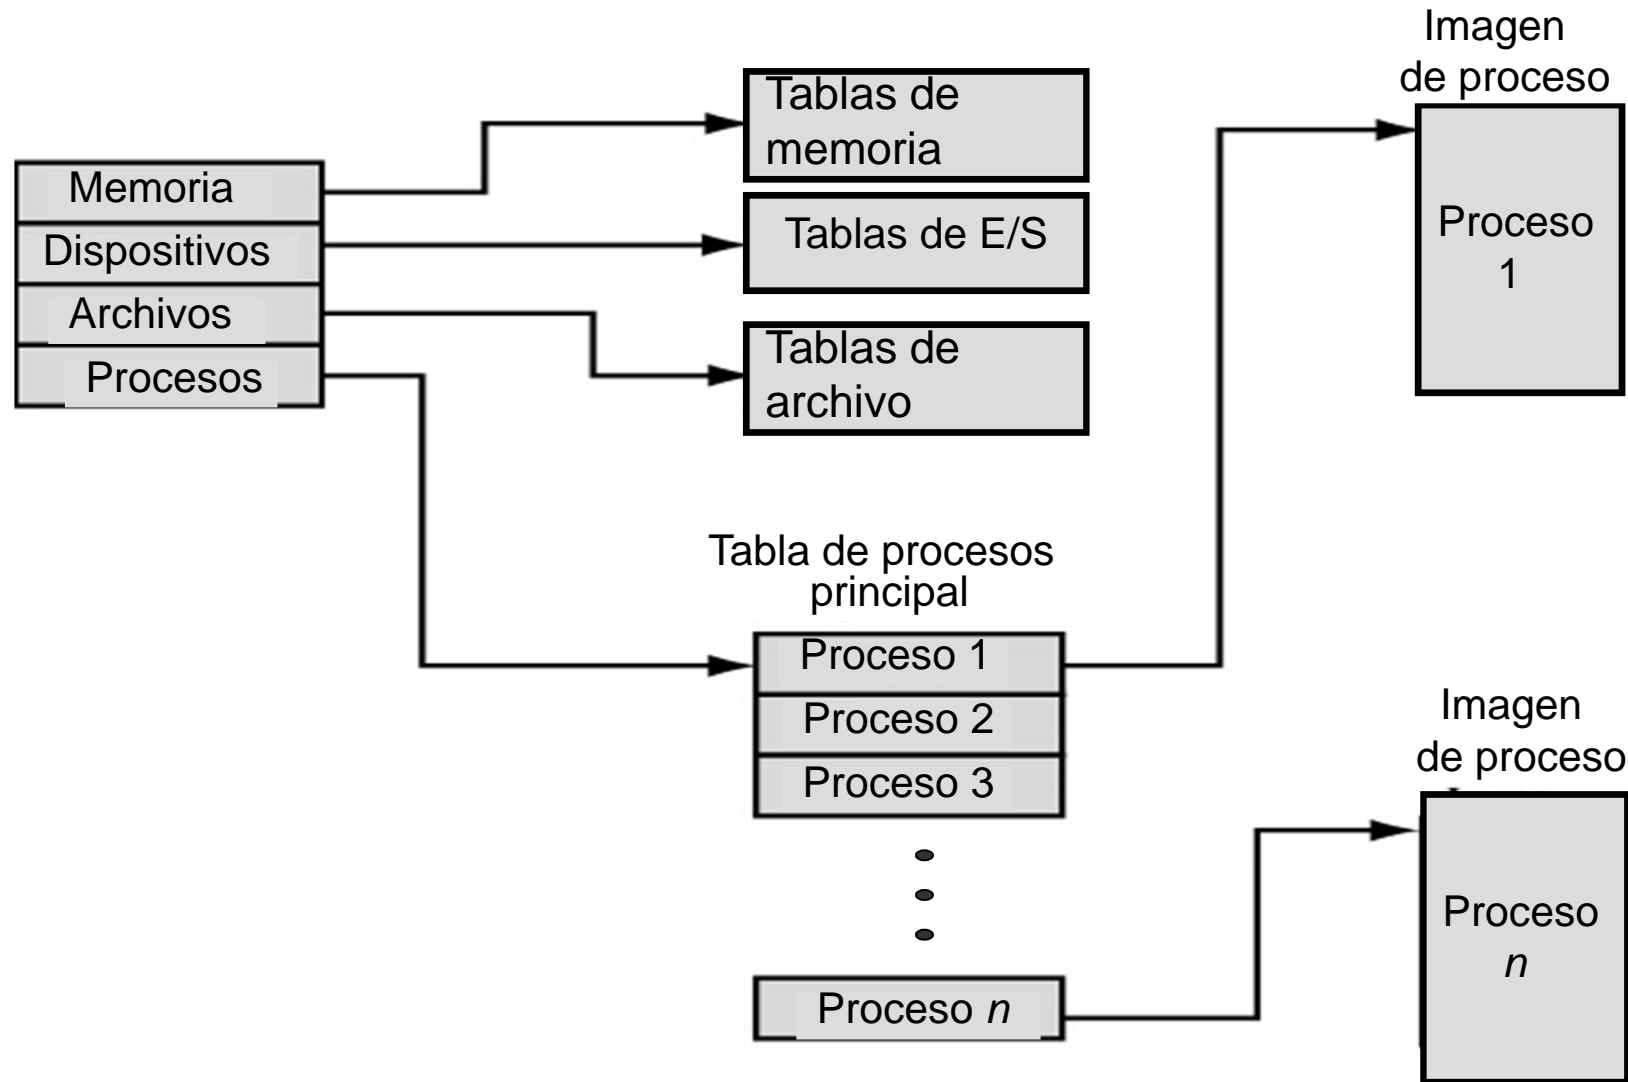 Memoria
Dispositivos
Archivos
Procesos
Tablas de
memoria
Tablas de E/S
Tablas de
archivo
Tabla de procesos
principal
Proceso 1
Proceso 2
Proceso 3
Proceso n
Imagen
de proceso
Proceso
1
Imagen
de proceso
Proceso
n